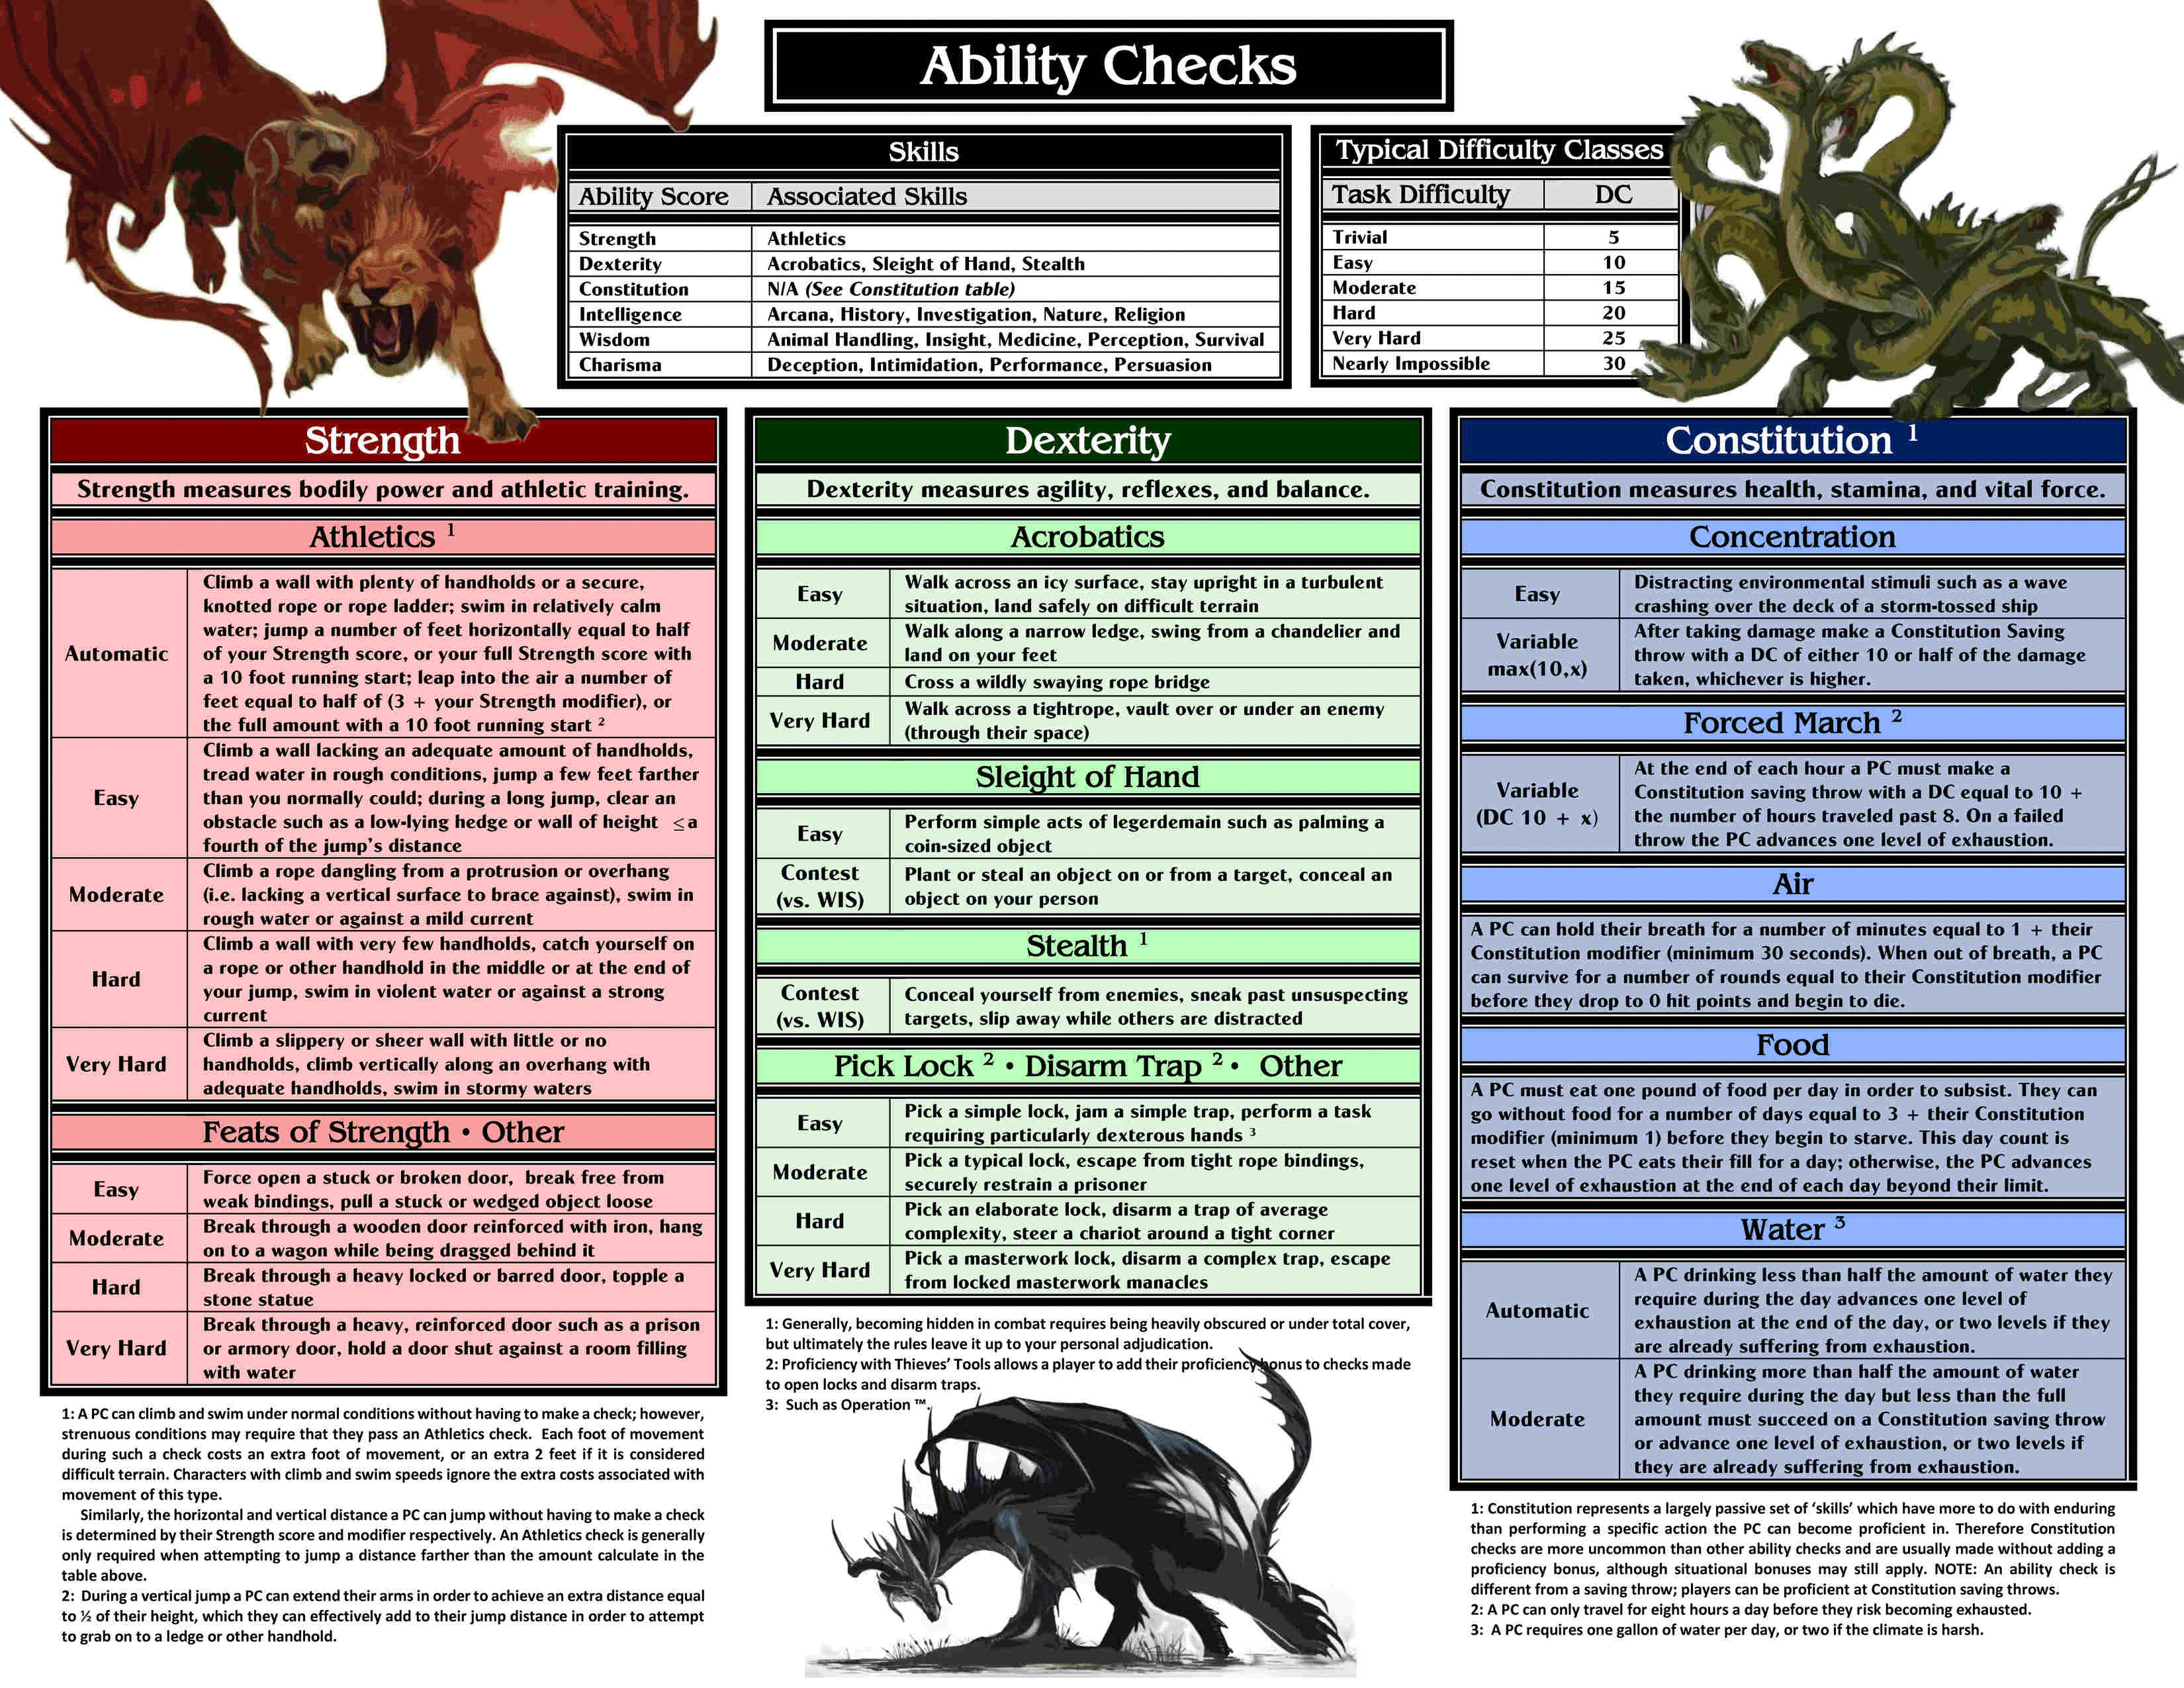 Ability Checks
Skills
Ability Score Associated Skills
Strength Athletics
Dexterity Acrobatics, Sleight of Hand, Stealth
Constitution N/A (See Constitution table)
Intelligence Arcana, History, Investigation, Nature, Religion
Wisdom Animal Handling, Insight, Medicine, Perception, Survival
Charisma Deception, Intimidation, Performance, Persuasion
Typical Difficulty Classes
Task Difficulty DC
Trivial 5
Easy 10
Moderate 15
Hard 20
Very Hard 25
Nearly Impossible 30
Strength
Strength measures bodily power and athletic training.
Athletics ¹
Automatic
Climb a wall with plenty of handholds or a secure,
knotted rope or rope ladder; swim in relatively calm
water; jump a number of feet horizontally equal to half
of your Strength score, or your full Strength score with
a 10 foot running start; leap into the air a number of
feet equal to half of (3 + your Strength modifier), or
the full amount with a 10 foot running start ²
Easy
Climb a wall lacking an adequate amount of handholds,
tread water in rough conditions, jump a few feet farther
than you normally could; during a long jump, clear an
obstacle such as a low-lying hedge or wall of height ≤ a
fourth of the jump's distance
Moderate
Climb a rope dangling from a protrusion or overhang
(i.e. lacking a vertical surface to brace against), swim in
rough water or against a mild current
Hard
Climb a wall with very few handholds, catch yourself on
a rope or other handhold in the middle or at the end of
your jump, swim in violent water or against a strong
current
Very Hard
Climb a slippery or sheer wall with little or no
handholds, climb vertically along an overhang with
adequate handholds, swim in stormy waters
Feats of Strength • Other
Easy
Force open a stuck or broken door, break free from
weak bindings, pull a stuck or wedged object loose
Moderate
Break through a wooden door reinforced with iron, hang
on to a wagon while being dragged behind it
Hard
Break through a heavy locked or barred door, topple a
stone statue
Very Hard
Break through a heavy, reinforced door such as a prison
or armory door, hold a door shut against a room filling
with water
1: A PC can climb and swim under normal conditions without having to make a check; however,
strenuous conditions may require that they pass an Athletics check. Each foot of movement
during such a check costs an extra foot of movement, or an extra 2 feet if it is considered
difficult terrain. Characters with climb and swim speeds ignore the extra costs associated with
movement of this type.
Similarly, the horizontal and vertical distance a PC can jump without having to make a check
is determined by their Strength score and modifier respectively. An Athletics check is generally
only required when attempting to jump a distance farther than the amount calculate in the
table above.
2: During a vertical jump a PC can extend their arms in order to achieve an extra distance equal
to ½ of their height, which they can effectively add to their jump distance in order to attempt
to grab on to a ledge or other handhold.
Dexterity
Dexterity measures agility, reflexes, and balance.
Acrobatics
Easy
Walk across an icy surface, stay upright in a turbulent
situation, land safely on difficult terrain
Moderate
Walk along a narrow ledge, swing from a chandelier and
land on your feet
Hard
Cross a wildly swaying rope bridge
Very Hard
Walk across a tightrope, vault over or under an enemy
(through their space)
Sleight of Hand
Easy
Perform simple acts of legerdemain such as palming a
coin-sized object
Contest
(vs. WIS)
Plant or steal an object on or from a target, conceal an
object on your person
Stealth ¹
Contest
(vs. WIS)
Conceal yourself from enemies, sneak past unsuspecting
targets, slip away while others are distracted
Pick Lock ² • Disarm Trap ² • Other
Easy
Pick a simple lock, jam a simple trap, perform a task
requiring particularly dexterous hands ³
Moderate
Pick a typical lock, escape from tight rope bindings,
securely restrain a prisoner
Hard
Pick an elaborate lock, disarm a trap of average
complexity, steer a chariot around a tight corner
Very Hard
Pick a masterwork lock, disarm a complex trap, escape
from locked masterwork manacles
1: Generally, becoming hidden in combat requires being heavily obscured or under total cover,
but ultimately the rules leave it up to your personal adjudication.
2: Proficiency with Thieves' Tools allows a player to add their proficiency bonus to checks made
to open locks and disarm traps.
3: Such as Operation ™.
Constitution ¹
Constitution measures health, stamina, and vital force.
Concentration
Easy
Distracting environmental stimuli such as a wave
crashing over the deck of a storm-tossed ship
Variable
max(10,x)
After taking damage make a Constitution Saving
throw with a DC of either 10 or half of the damage
taken, whichever is higher.
Forced March ²
Variable
(DC 10 + x)
At the end of each hour a PC must make a
Constitution saving throw with a DC equal to 10 +
the number of hours traveled past 8. On a failed
throw the PC advances one level of exhaustion.
Air
A PC can hold their breath for a number of minutes equal to 1 + their
Constitution modifier (minimum 30 seconds). When out of breath, a PC
can survive for a number of rounds equal to their Constitution modifier
before they drop to 0 hit points and begin to die.
Food
A PC must eat one pound of food per day in order to subsist. They can
go without food for a number of days equal to 3 + their Constitution
modifier (minimum 1) before they begin to starve. This day count is
reset when the PC eats their fill for a day; otherwise, the PC advances
one level of exhaustion at the end of each day beyond their limit.
Water ³
Automatic
A PC drinking less than half the amount of water they
require during the day advances one level of
exhaustion at the end of the day, or two levels if they
are already suffering from exhaustion.
Moderate
A PC drinking more than half the amount of water
they require during the day but less than the full
amount must succeed on a Constitution saving throw
or advance one level of exhaustion, or two levels if
they are already suffering from exhaustion.
1: Constitution represents a largely passive set of 'skills' which have more to do with enduring
than performing a specific action the PC can become proficient in. Therefore Constitution
checks are more uncommon than other ability checks and are usually made without adding a
proficiency bonus, although situational bonuses may still apply. NOTE: An ability check is
different from a saving throw; players can be proficient at Constitution saving throws.
2: A PC can only travel for eight hours a day before they risk becoming exhausted.
3: A PC requires one gallon of water per day, or two if the climate is harsh.